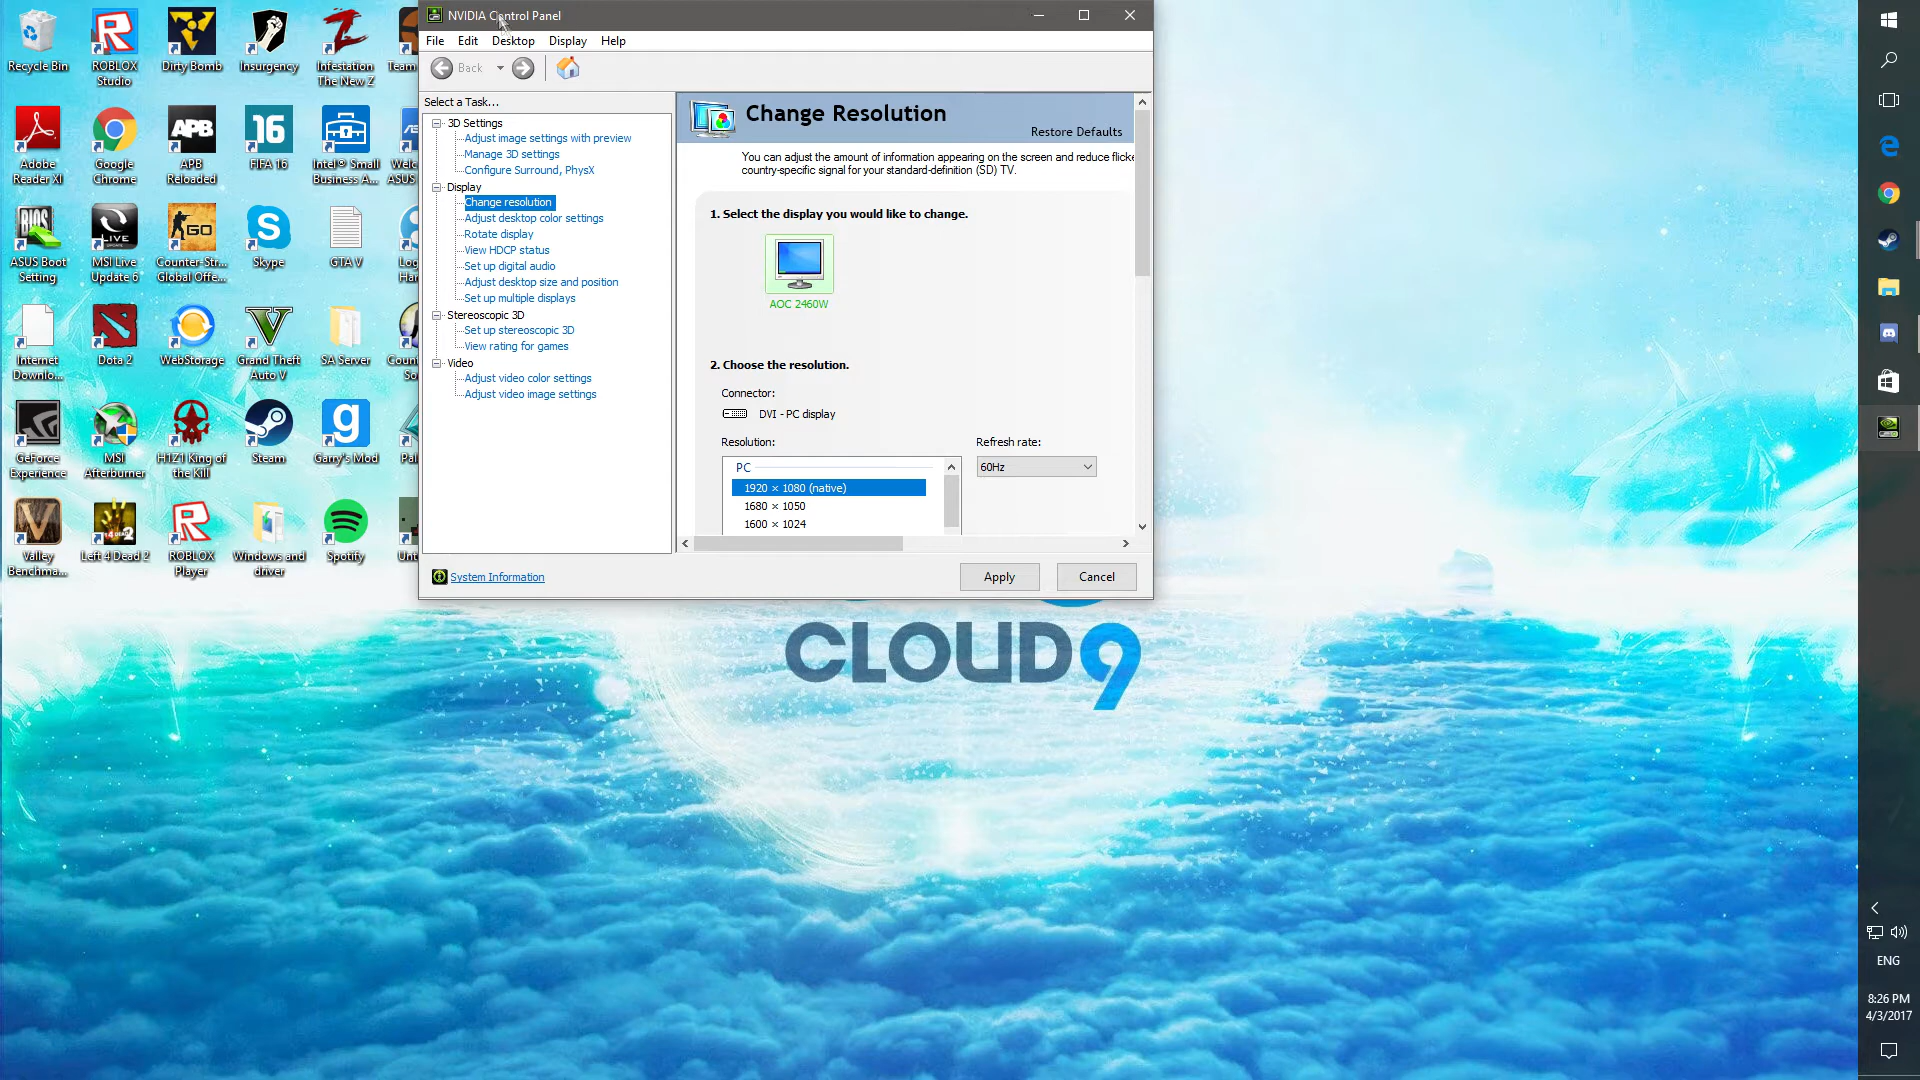 NVIDIA Control Panel
File Edit Desktop Display Help
Back
Select a Task...
3D Settings
Adjust image settings with preview
Manage 3D settings
Configure Surround, PhysX
Display
Change resolution
Adjust desktop color settings
Rotate display
View HDCP status
Set up digital audio
Adjust desktop size and position
Set up multiple displays
Stereoscopic 3D
Set up stereoscopic 3D
View rating for games
Video
Adjust video color settings
Adjust video image settings
System Information
Change Resolution
Restore Defaults
You can adjust the amount of information appearing on the screen and reduce flicke
country-specific signal for your standard-definition (SD) TV.
1. Select the display you would like to change.
AOC 2460W
2. Choose the resolution.
Connector:
DVI - PC display
Resolution:
Refresh rate:
PC
60Hz
1920 × 1080 (native)
1680 × 1050
1600 × 1024
Apply
Cancel
Recycle Bin
ROBLOX
Studio
Dirty Bomb
Insurgency
Infestation
The New Z
Team
Adobe
Reader XI
Google
Chrome
APB
APB
Reloaded
16
FIFA 16
Intel® Small
Business A...
Welc
ASUS
BIOS
ASUS Boot
Setting
LIVE
MSI Live
Update 6
GO
Counter-Str...
Global Offe...
Skype
GTA V
Log
Har
Internet
Downlo...
Dota 2
WebStorage
Grand Theft
Auto V
SA Server
Coun
So
GeForce
Experience
MSI
Afterburner
H1Z1 King of
the Kill
Steam
Garry's Mod
Pal
Valley
Benchma...
Left 4 Dead 2
ROBLOX
Player
Windows and
driver
Spotify
Unt
CLOUD9
ENG
8:26 PM
4/3/2017